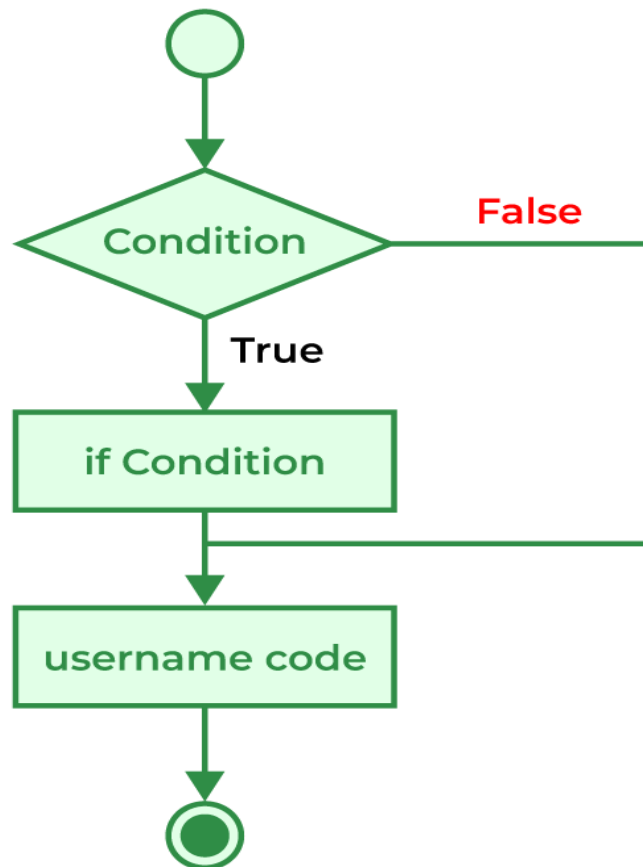 Condition
False
True
if Condition
username code